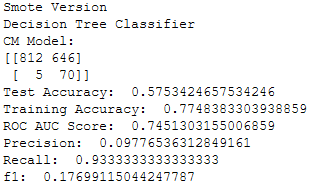 Smote Version
Decision Tree Classifier
CM Model:
[[812 646]
 [  5  70]]
Test Accuracy:  0.5753424657534246
Training Accuracy:  0.7748383303938859
ROC AUC Score:  0.7451303155006859
Precision:  0.09776536312849161
Recall:  0.9333333333333333
f1:  0.17699115044247787